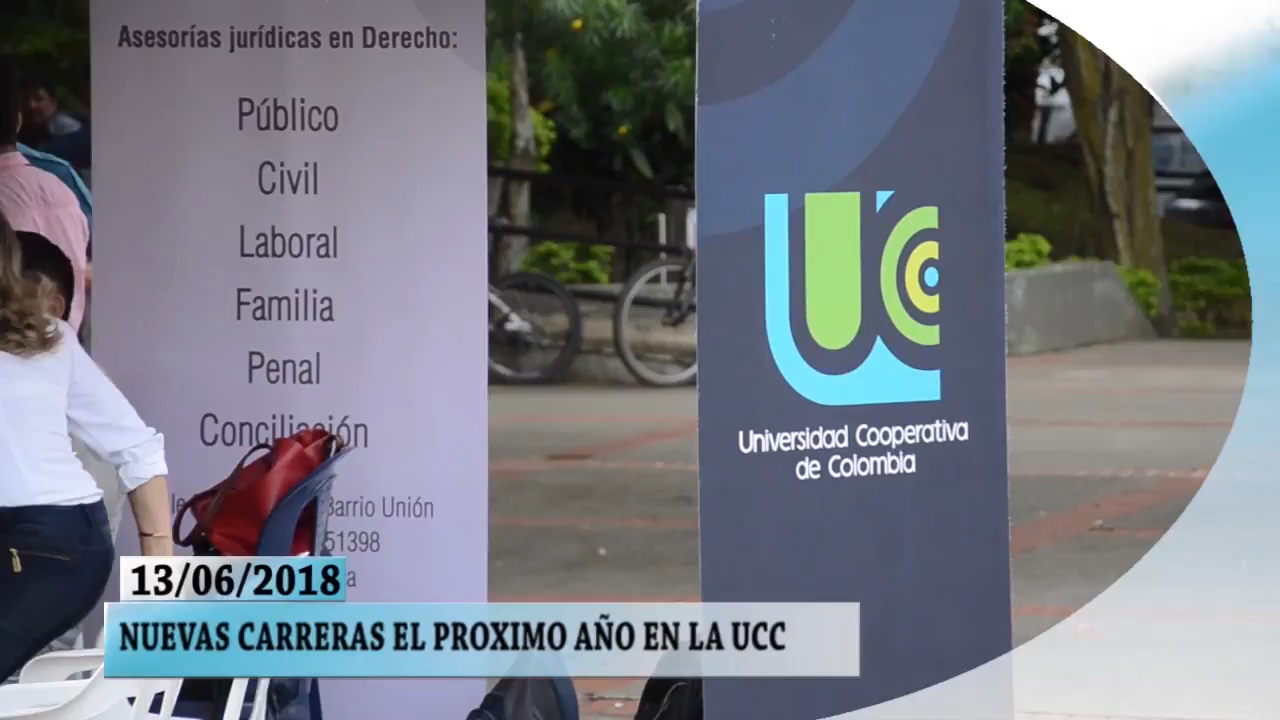 Asesorías jurídicas en Derecho:
Público
Civil
Laboral
Familia
Penal
Conciliación
Barrio Unión
51398
UCC
Universidad Cooperativa
de Colombia
13/06/2018
NUEVAS CARRERAS EL PROXIMO AÑO EN LA UCC